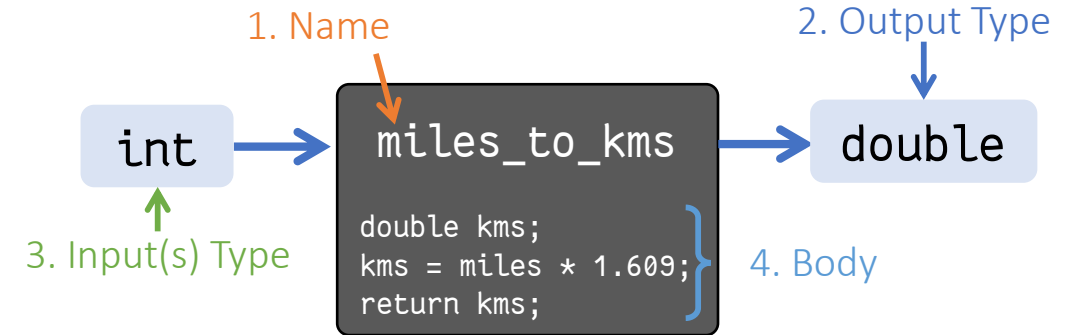 1. Name
2. Output Type
int
miles_to_kms
double
3. Input(s) Type
double kms;
kms = miles * 1.609;
return kms;
4. Body